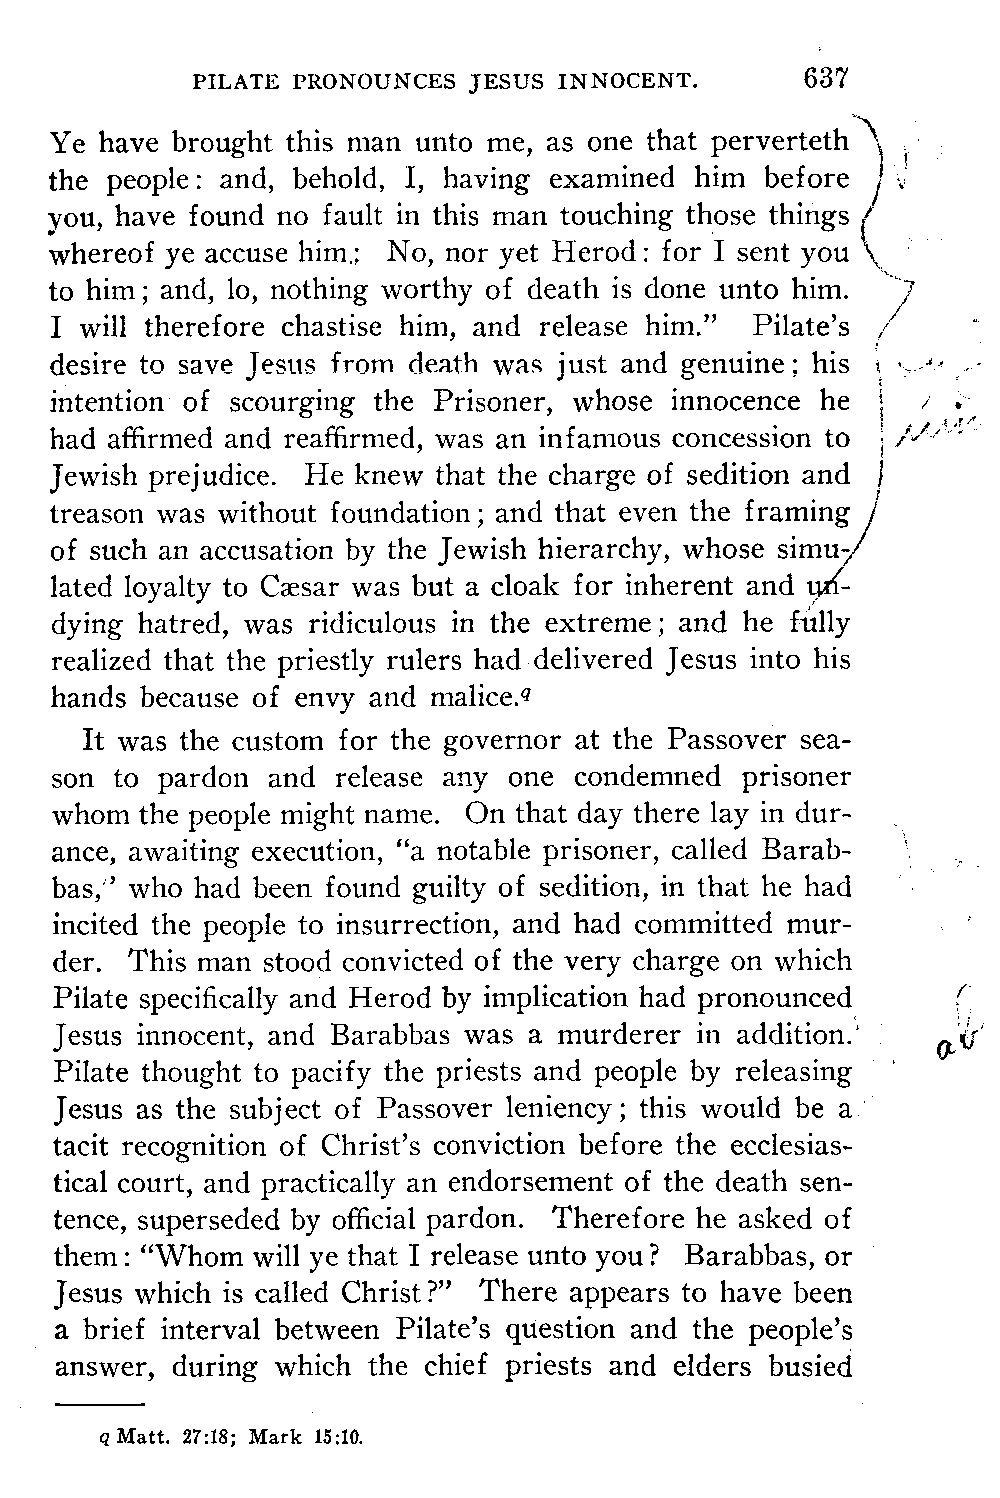 PILATE PRONOUNCES JESUS INNOCENT. 637
Ye have brought this man unto me, as one that perverteth
the people: and, behold, I, having examined him before
you, have found no fault in this man touching those things
whereof ye accuse him.: No, nor yet Herod: for I sent you
to him; and, lo, nothing worthy of death is done unto him.
I will therefore chastise him, and release him.” Pilate’s
desire to save Jesus from death was just and genuine; his
intention of scourging the Prisoner, whose innocence he
had affirmed and reaffirmed, was an infamous concession to
Jewish prejudice. He knew that the charge of sedition and
treason was without foundation; and that even the framing
of such an accusation by the Jewish hierarchy, whose simu-
lated loyalty to Cæsar was but a cloak for inherent and un-
dying hatred, was ridiculous in the extreme; and he fully
realized that the priestly rulers had delivered Jesus into his
hands because of envy and malice.q
It was the custom for the governor at the Passover sea-
son to pardon and release any one condemned prisoner
whom the people might name. On that day there lay in dur-
ance, awaiting execution, “a notable prisoner, called Barab-
bas,” who had been found guilty of sedition, in that he had
incited the people to insurrection, and had committed mur-
der. This man stood convicted of the very charge on which
Pilate specifically and Herod by implication had pronounced
Jesus innocent, and Barabbas was a murderer in addition.
Pilate thought to pacify the priests and people by releasing
Jesus as the subject of Passover leniency; this would be a
tacit recognition of Christ’s conviction before the ecclesias-
tical court, and practically an endorsement of the death sen-
tence, superseded by official pardon. Therefore he asked of
them: “Whom will ye that I release unto you? Barabbas, or
Jesus which is called Christ?” There appears to have been
a brief interval between Pilate’s question and the people’s
answer, during which the chief priests and elders busied
q Matt. 27:18; Mark 15:10.